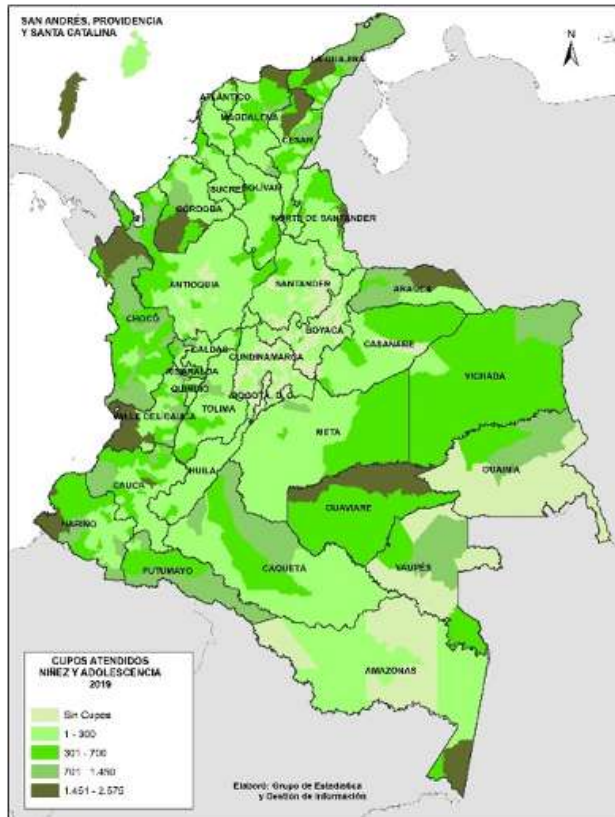 SAN ANDRÉS, PROVIDENCIA
Y SANTA CATALINA
N
LA GUAJIRA
ATLÁNTICO
MAGDALENA
CESAR
SUCRE
BOLÍVAR
CÓRDOBA
NORTE DE SANTANDER
ANTIOQUIA
SANTANDER
ARAUCA
CHOCÓ
BOYACÁ
CASANARE
CALDAS
CUNDINAMARCA
RISARALDA
VICHADA
QUINDÍO
BOGOTÁ, D.C.
TOLIMA
VALLE DEL CAUCA
META
GUAINÍA
HUILA
CAUCA
GUAVIARE
NARIÑO
VAUPÉS
CAQUETÁ
PUTUMAYO
AMAZONAS
CUPOS ATENDIDOS
NIÑEZ Y ADOLESCENCIA
2019
Sin Cupos
1 - 300
301 - 700
701 - 1.450
1.451 - 2.575
Elaboró: Grupo de Estadística
y Gestión de Información